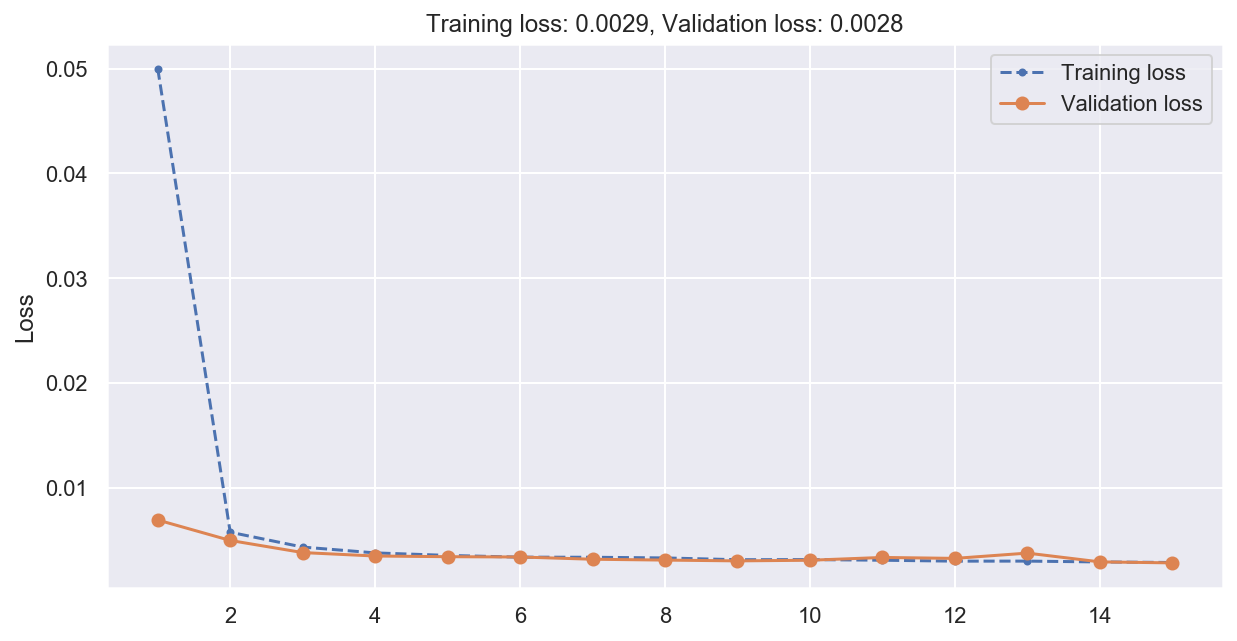 Training loss: 0.0029, Validation loss: 0.0028
Training loss
Validation loss
Loss
0.05
0.04
0.03
0.02
0.01
2 4 6 8 10 12 14